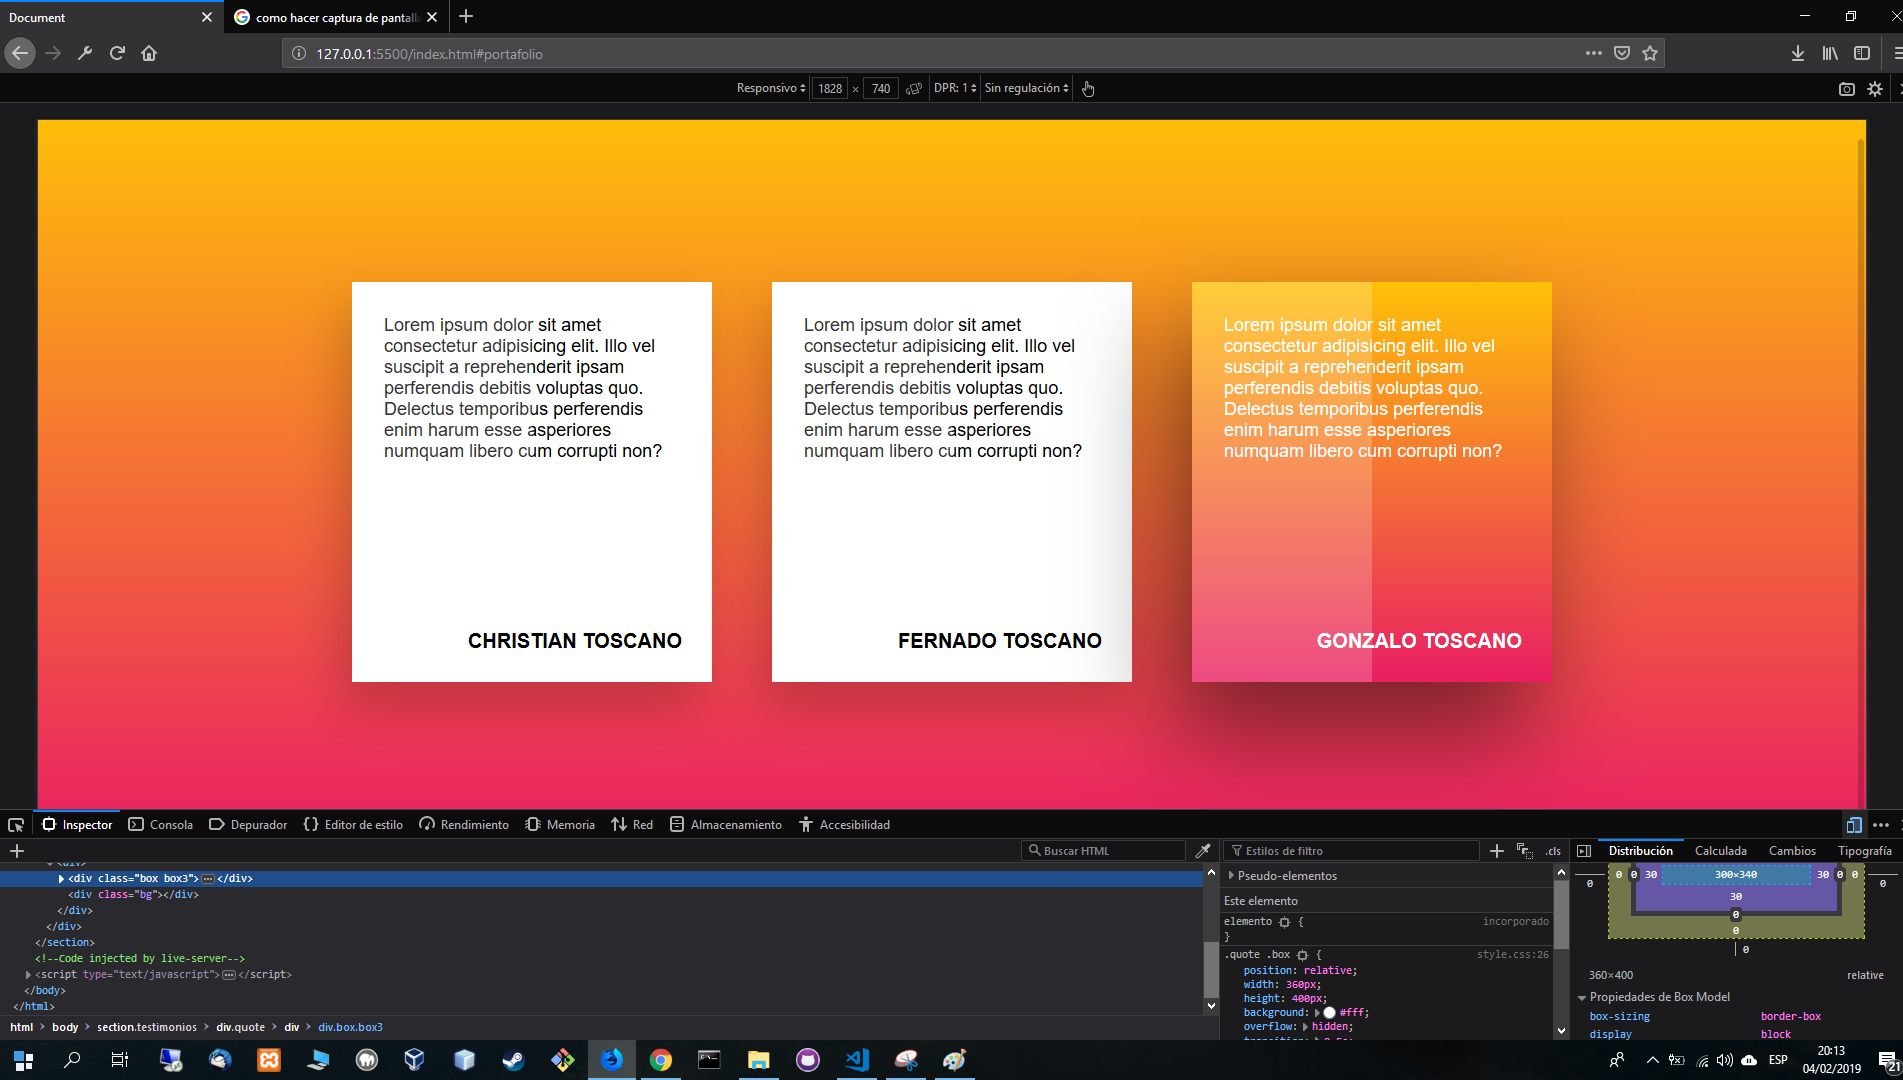 Document
como hacer captura de pantall
127.0.0.1:5500/index.html#portafolio
Responsivo
1828 × 740
DPR: 1
Sin regulación
Lorem ipsum dolor sit amet
consectetur adipisicing elit. Illo vel
suscipit a reprehenderit ipsam
perferendis debitis voluptas quo.
Delectus temporibus perferendis
enim harum esse asperiores
numquam libero cum corrupti non?
CHRISTIAN TOSCANO
Lorem ipsum dolor sit amet
consectetur adipisicing elit. Illo vel
suscipit a reprehenderit ipsam
perferendis debitis voluptas quo.
Delectus temporibus perferendis
enim harum esse asperiores
numquam libero cum corrupti non?
FERNADO TOSCANO
Lorem ipsum dolor sit amet
consectetur adipisicing elit. Illo vel
suscipit a reprehenderit ipsam
perferendis debitis voluptas quo.
Delectus temporibus perferendis
enim harum esse asperiores
numquam libero cum corrupti non?
GONZALO TOSCANO
Inspector
Consola
Depurador
Editor de estilo
Rendimiento
Memoria
Red
Almacenamiento
Accesibilidad
Buscar HTML
<div class="box box3"> </div>
<div class="bg"></div>
</div>
</div>
</section>
<!--Code injected by live-server-->
<script type="text/javascript"> </script>
</body>
</html>
html > body > section.testimonios > div.quote > div > div.box.box3
Estilos de filtro
.cls
Pseudo-elementos
Este elemento
elemento {
incorporado
}
.quote .box {
style.css:26
position: relative;
width: 360px;
height: 400px;
background: #fff;
overflow: hidden;
Distribución
Calculada
Cambios
Tipografía
0 0 0 30 300×340 30 0 0 0
30
0
0
0
360×400
relative
Propiedades de Box Model
box-sizing
border-box
display
block
ESP
20:13
04/02/2019
21